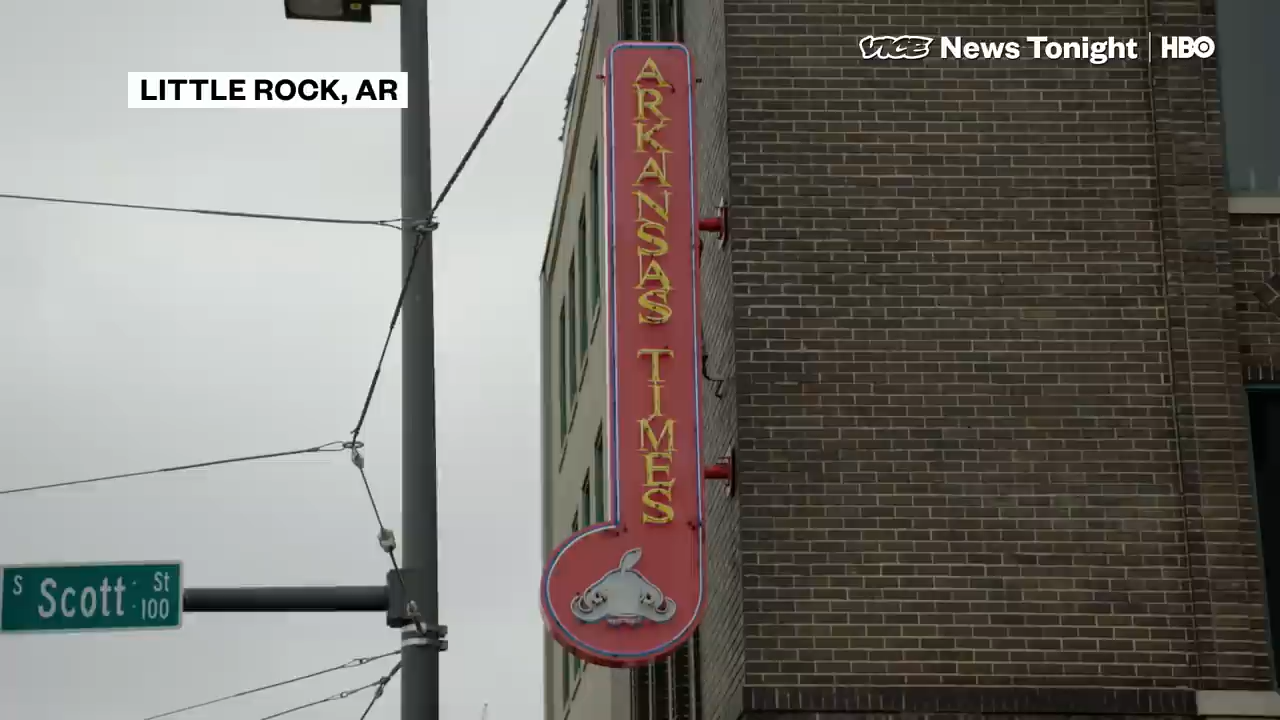 VICE News Tonight | HBO
LITTLE ROCK, AR
ARKANSAS TIMES
S Scott St 100